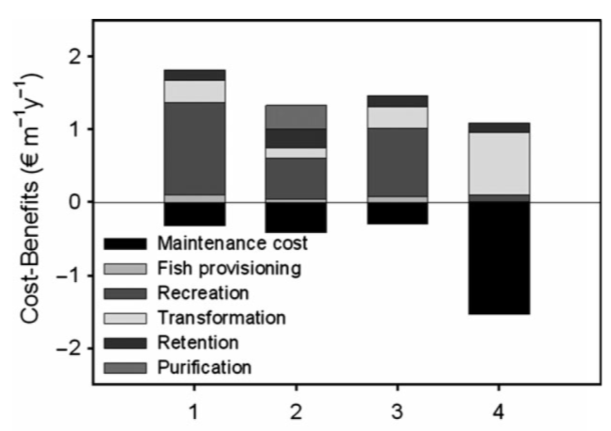 Cost-Benefits (€ m⁻¹y⁻¹)
2
1
0
−1
−2
Maintenance cost
Fish provisioning
Recreation
Transformation
Retention
Purification
1 2 3 4